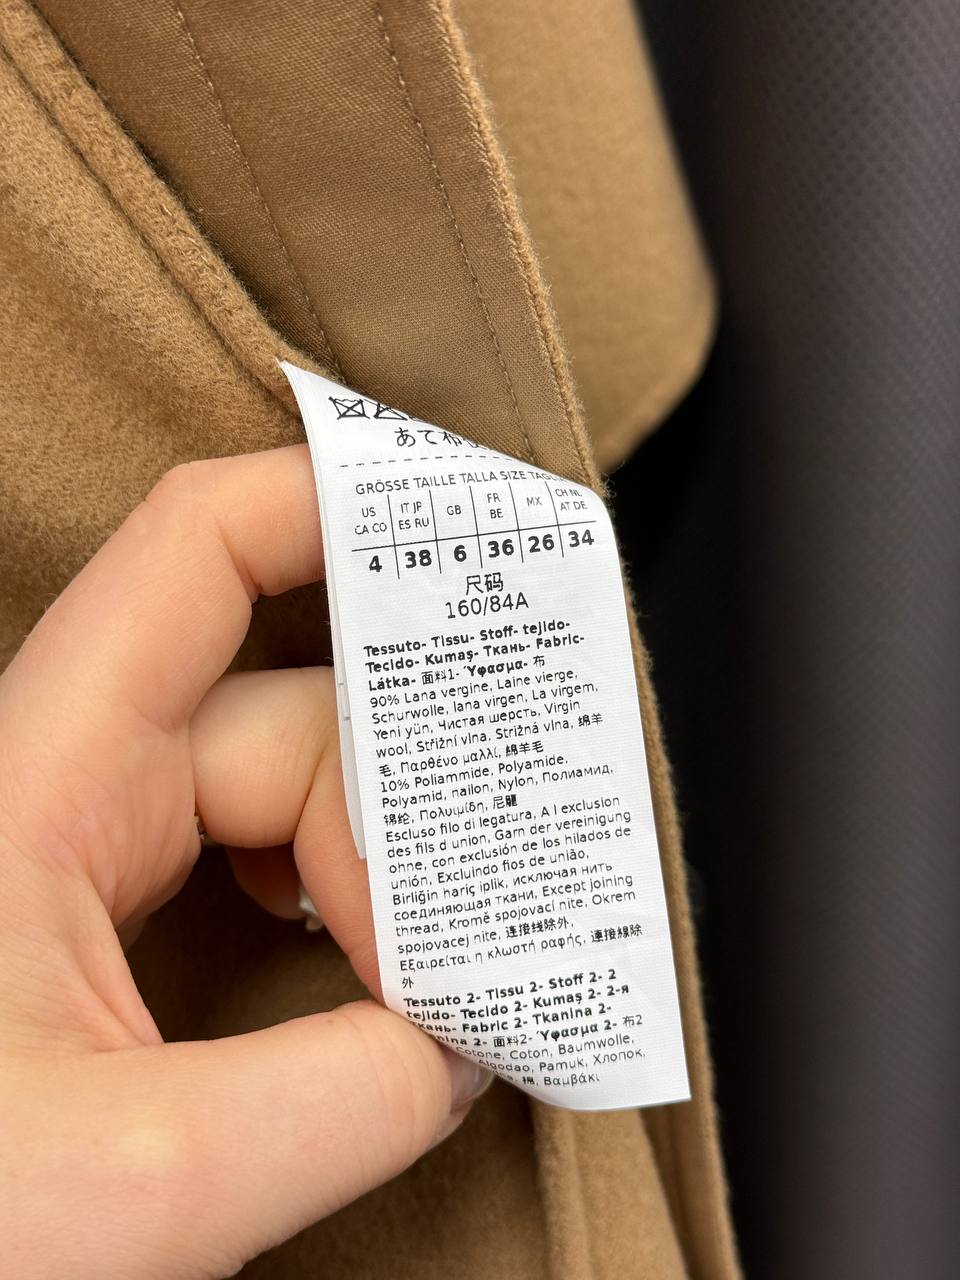 あて布
GRÖSSE TAILLE TALLA SIZE
US CA CO | IT JP ES RU | GB | FR BE | MX | CH NL AT DE
4 | 38 | 6 | 36 | 26 | 34
尺码
160/84A
Tessuto- Tissu- Stoff- tejido-
Tecido- Kumaş- Ткань- Fabric-
Látka- 面料1- Ύφασμα- 布
90% Lana vergine, Laine vierge,
Schurwolle, lana virgen, La virgem,
Yeni yün, Чистая шерсть, Virgin
wool, Střižní vlna, Strižná vlna, 绵羊
毛, Παρθένο μαλλί, 綿羊毛
10% Poliammide, Polyamide.
Polyamid, nailon, Nylon, Полиамид,
锦纶, Πολυιμίδη, 尼龍
Escluso filo di legatura, A l exclusion
des fils d union, Garn der vereinigung
ohne, con exclusión de los hilados de
unión, Excluindo fios de união,
Birliğin hariç iplik, исключая нить
соединяющая ткани, Except joining
thread, Kromě spojovací nite, Okrem
spojovacej nite, 连接线除外,
Εξαιρείται η κλωστή ραφής, 連接線除
外
Tessuto 2- Tissu 2- Stoff 2- 2
tejido- Tecido 2- Kumaş 2- 2-я
ткань- Fabric 2- Tkanina 2-
2- 面料2- Ύφασμα 2- 布2
Cotone, Coton, Baumwolle,
Algodao, Pamuk, Хлопок,
棉, Βαμβάκι